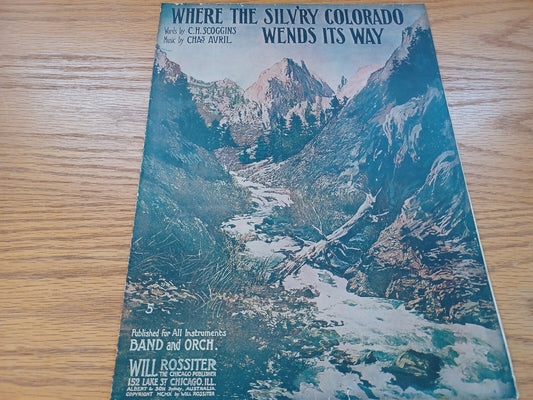 WHERE THE SILV'RY COLORADO
WENDS ITS WAY
Words by C.H. SCOGGINS
Music by CHAS AVRIL
5
Published for All Instruments
BAND and ORCH.
WILL ROSSITER
THE CHICAGO PUBLISHER
152 LAKE ST CHICAGO, ILL.
ALBERT & SON Sydney, AUSTRALIA
COPYRIGHT MCMX by WILL ROSSITER